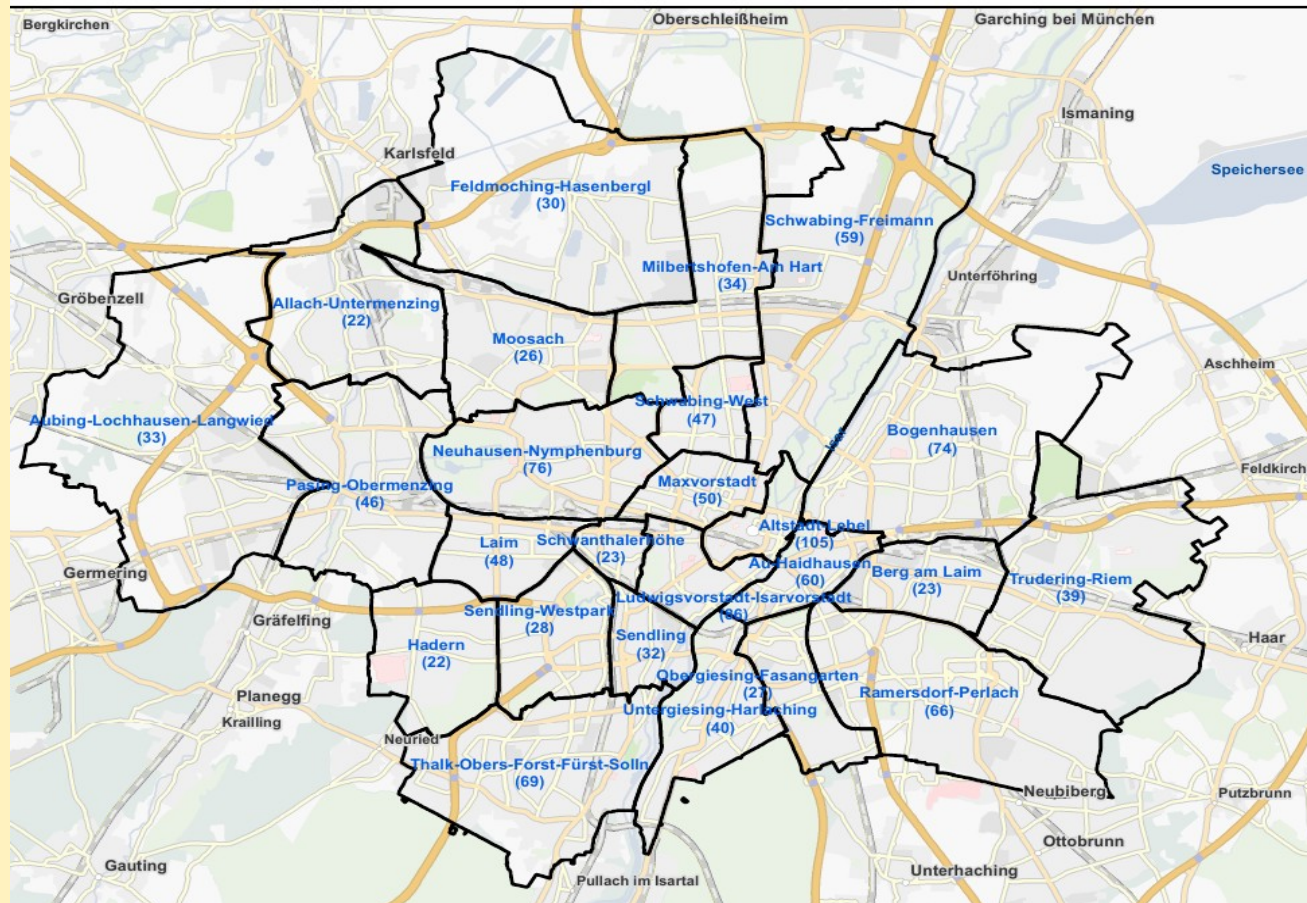 Bergkirchen
Oberschleißheim
Garching bei München
Ismaning
Karlsfeld
Speichersee
Feldmoching-Hasenbergl
(30)
Schwabing-Freimann
(59)
Milbertshofen-Am Hart
(34)
Unterföhring
Gröbenzell
Allach-Untermenzing
(22)
Moosach
(26)
Aschheim
Schwabing-West
(47)
Aubing-Lochhausen-Langwied
(33)
Bogenhausen
(74)
Neuhausen-Nymphenburg
(76)
Feldkirch
Pasing-Obermenzing
(46)
Maxvorstadt
(50)
Altstadt-Lehel
(105)
Laim
(48)
Schwanthalerhöhe
(23)
Au-Haidhausen
(60)
Berg am Laim
(23)
Trudering-Riem
(39)
Germering
Gräfelfing
Sendling-Westpark
(28)
Ludwigsvorstadt-Isarvorstadt
(86)
Sendling
(32)
Hadern
(22)
Haar
Obergiesing-Fasangarten
(27)
Ramersdorf-Perlach
(66)
Planegg
Krailling
Untergiesing-Harlaching
(40)
Neuried
Thalk-Obers-Forst-Fürst-Solln
(69)
Neubiberg
Putzbrunn
Ottobrunn
Gauting
Unterhaching
Pullach im Isartal